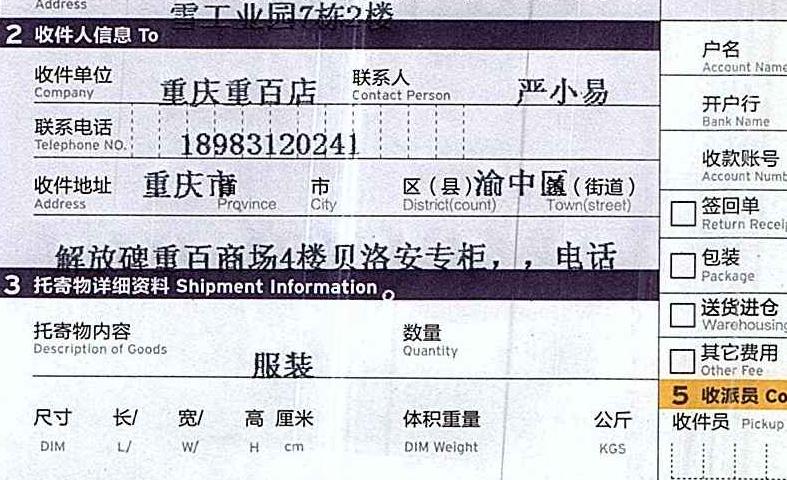 Address
雪工业园7栋2楼
2 收件人信息 To
收件单位 重庆重百店 联系人 严小易
Company Contact Person
联系电话
Telephone NO. 18983120241
收件地址 重庆市 省 市 区（县）渝中区 镇（街道）
Address Province City District(count) Town(street)
解放碑重百商场4楼贝洛安专柜，，电话
3 托寄物详细资料 Shipment Information
托寄物内容 数量
Description of Goods Quantity
服装
尺寸 长/ 宽/ 高 厘米 体积重量 公斤
DIM L/ W/ H cm DIM Weight KGS
户名
Account Name
开户行
Bank Name
收款账号
Account Numb
签回单
Return Receip
包装
Package
送货进仓
Warehousing
其它费用
Other Fee
5 收派员 Co
收件员 Pickup